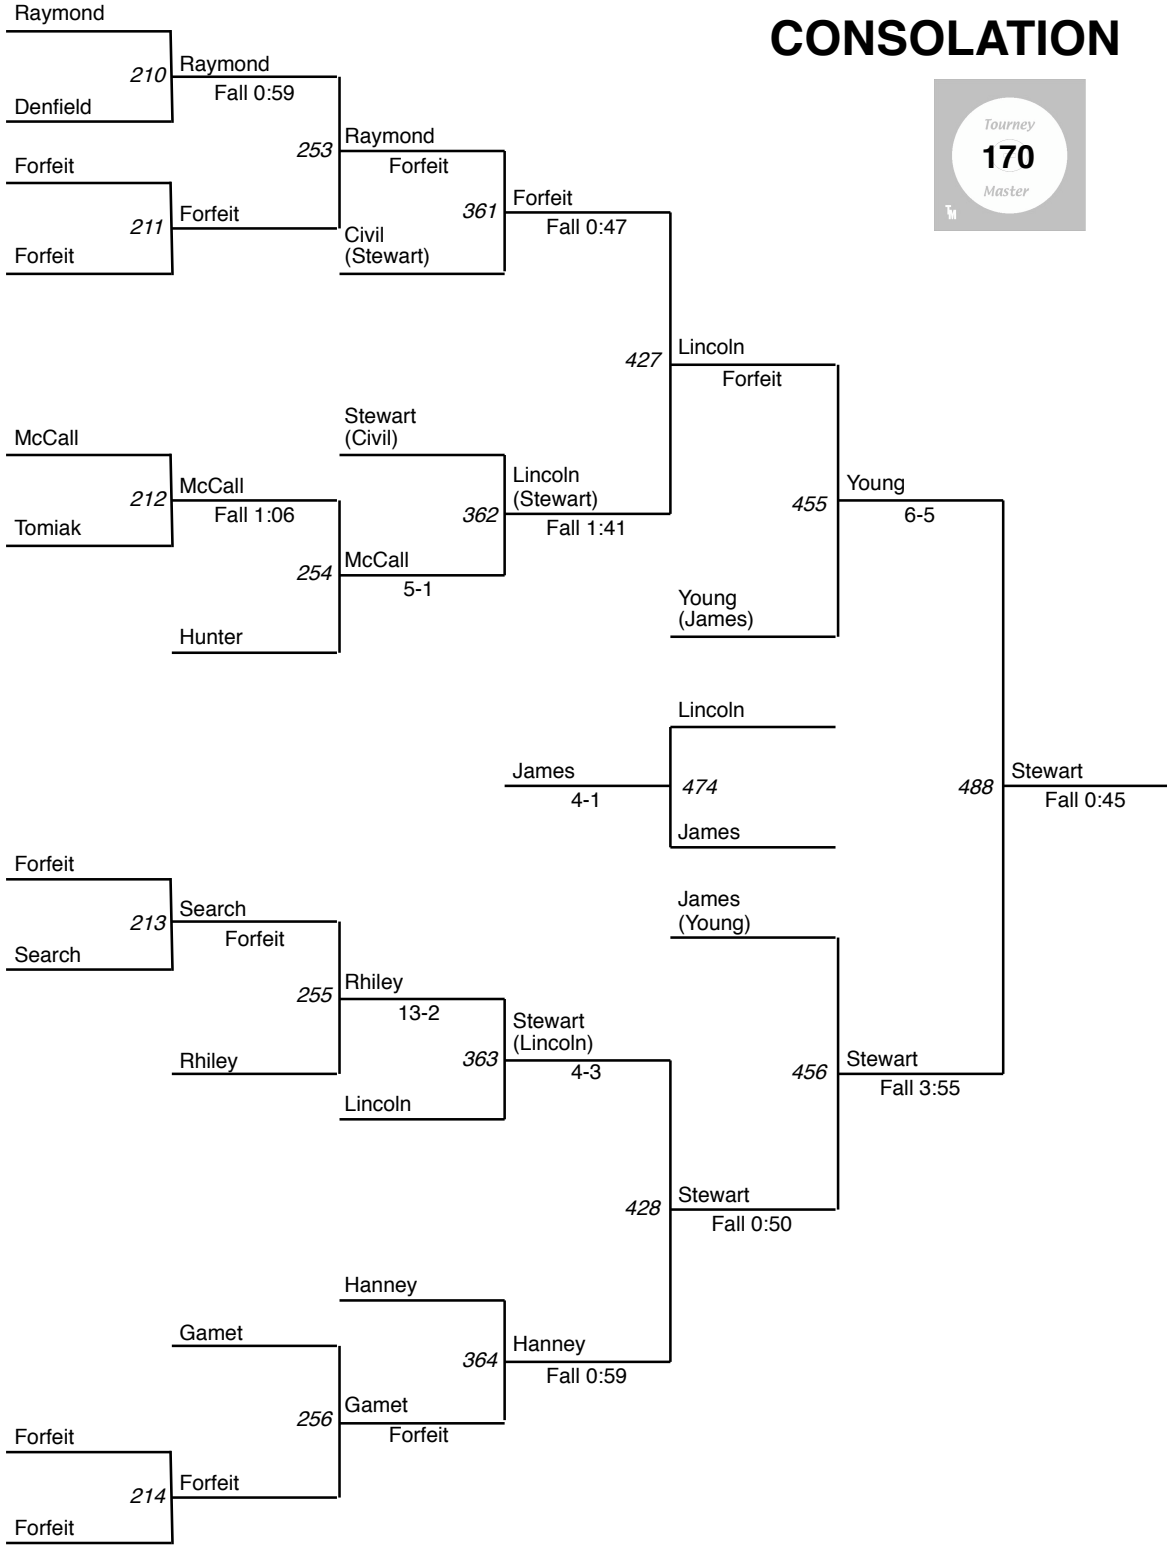 Raymond
CONSOLATION
210
Raymond
Fall 0:59
Denfield
Tourney
170
Master
TM
253
Raymond
Forfeit
Forfeit
361
Forfeit
Fall 0:47
211
Forfeit
Civil
(Stewart)
Forfeit
427
Lincoln
Forfeit
Stewart
(Civil)
McCall
212
McCall
Fall 1:06
Lincoln
(Stewart)
Fall 1:41
362
455
Young
6-5
Tomiak
254
McCall
5-1
Young
(James)
Hunter
Lincoln
James
4-1
474
488
Stewart
Fall 0:45
James
Forfeit
213
Search
Forfeit
James
(Young)
Search
255
Rhiley
13-2
Stewart
(Lincoln)
4-3
363
456
Stewart
Fall 3:55
Rhiley
Lincoln
428
Stewart
Fall 0:50
Hanney
Gamet
364
Hanney
Fall 0:59
256
Gamet
Forfeit
Forfeit
214
Forfeit
Forfeit